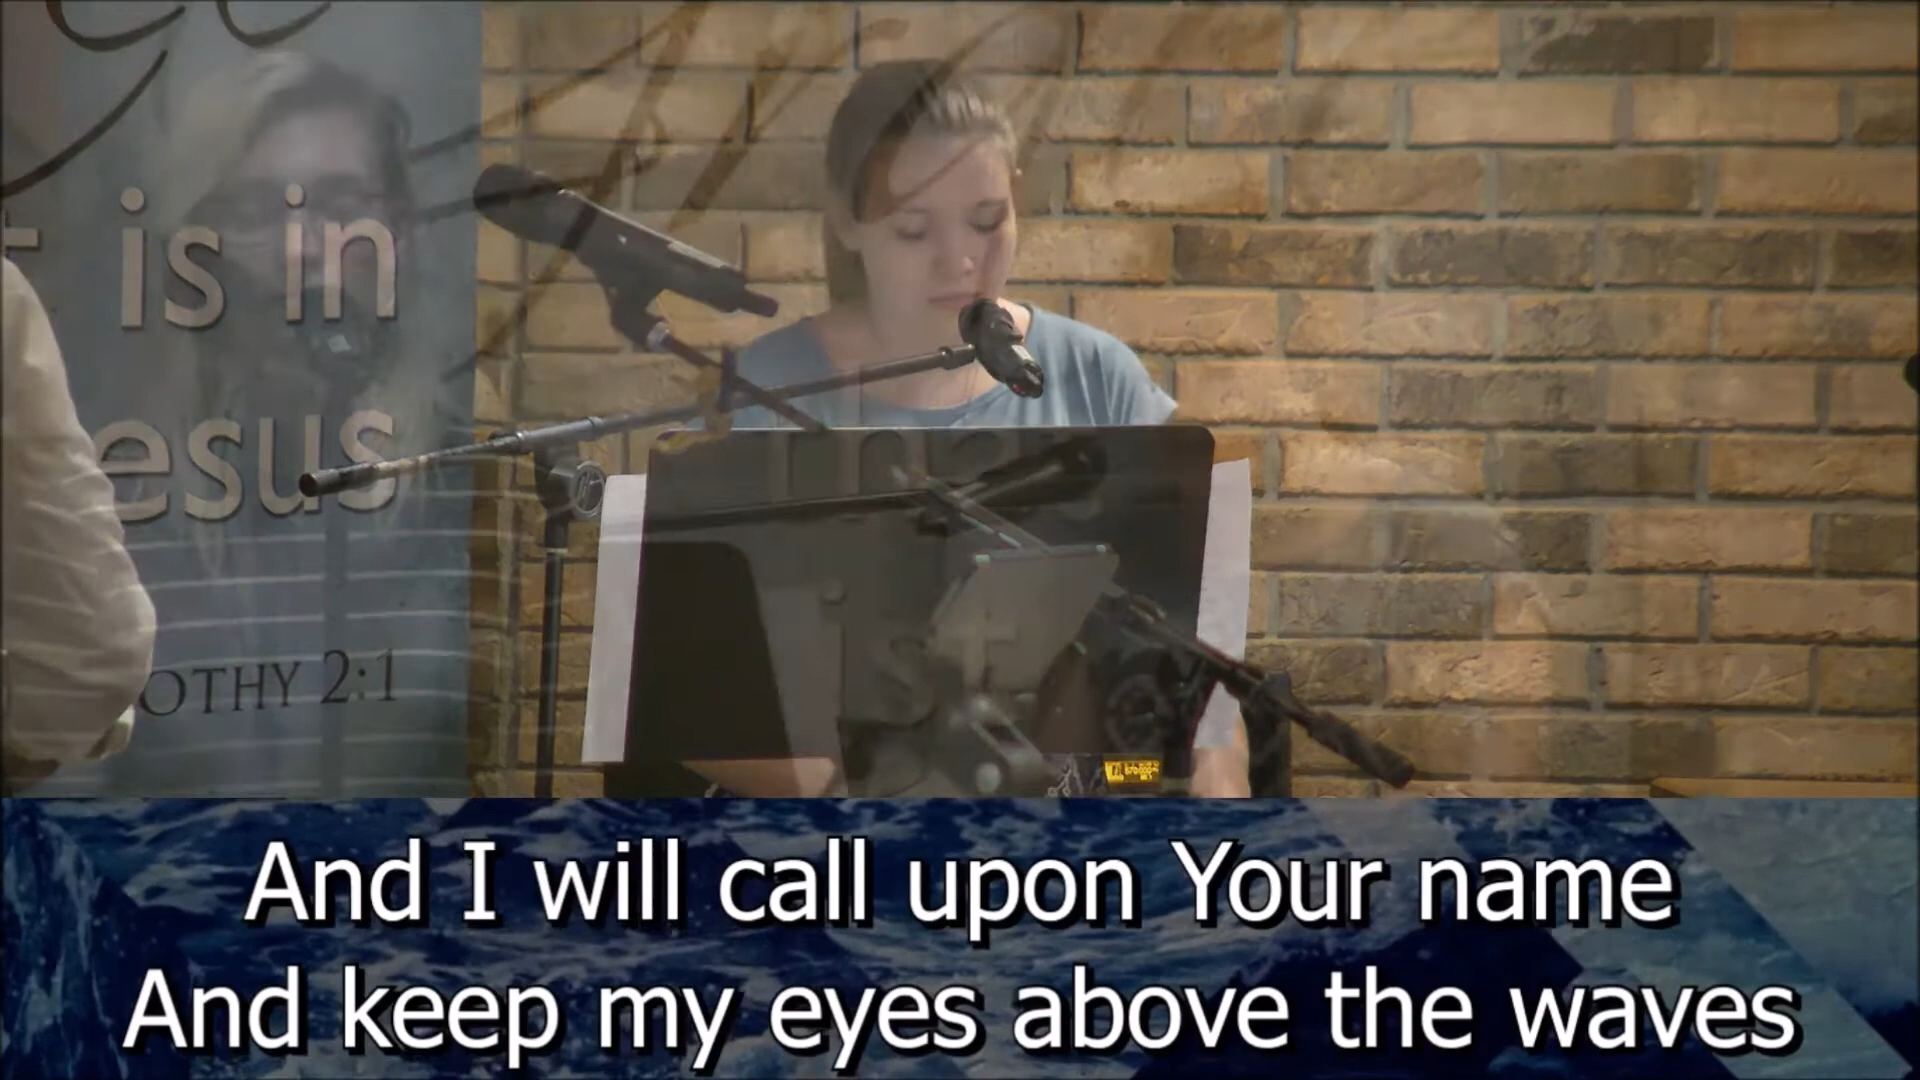 is in
esus
OTHY 2:1
And I will call upon Your name
And keep my eyes above the waves